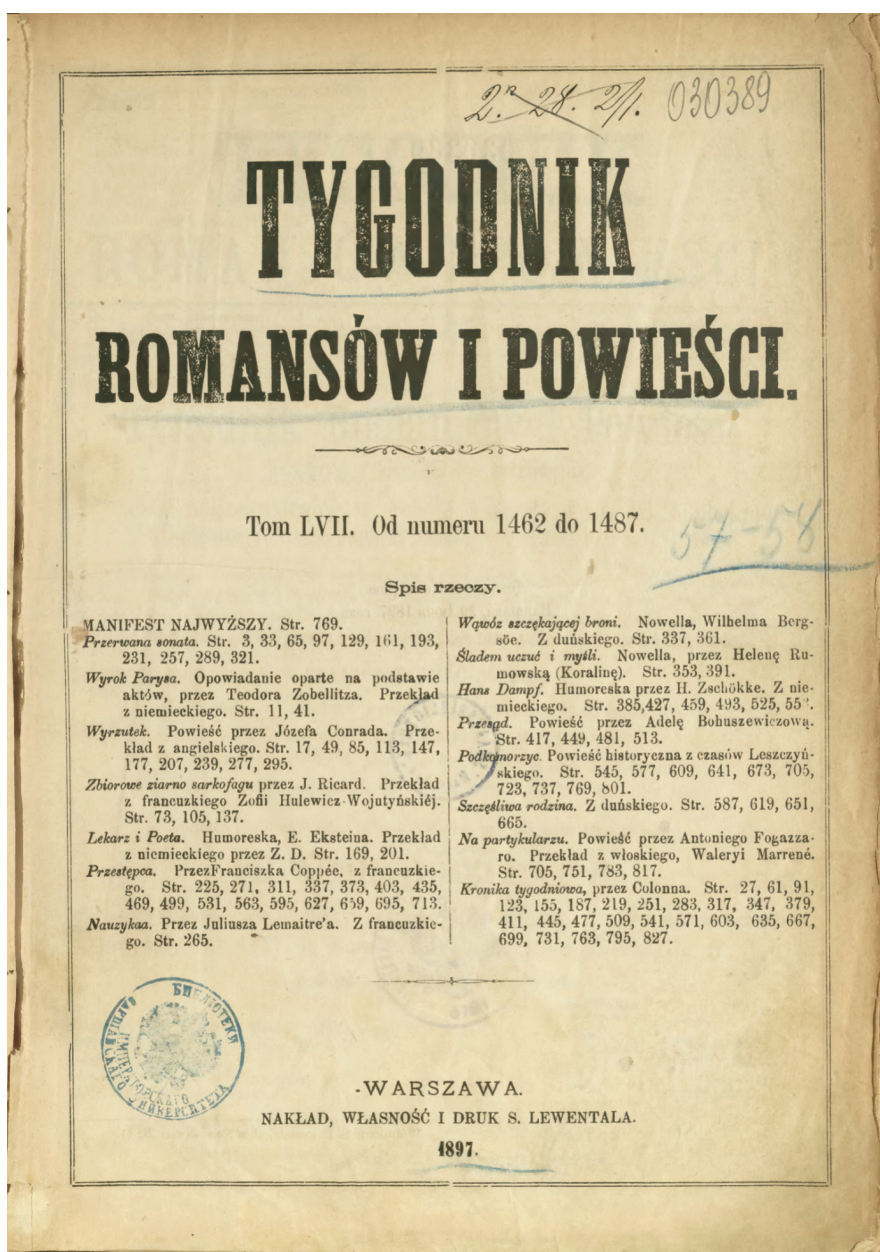 2. 28. 2/1. 030389
TYGODNIK
ROMANSÓW I POWIEŚCI.
Tom LVII. Od numeru 1462 do 1487.
57-58
Spis rzeczy.
MANIFEST NAJWYŻSZY. Str. 769.
Przerwana sonata. Str. 3, 33, 65, 97, 129, 161, 193,
231, 257, 289, 321.
Wyrok Parysa. Opowiadanie oparte na podstawie
aktów, przez Teodora Zobellitza. Przekład
z niemieckiego. Str. 11, 41.
Wyrzutek. Powieść przez Józefa Conrada. Prze-
kład z angielskiego. Str. 17, 49, 85, 113, 147,
177, 207, 239, 277, 295.
Zbiorowe ziarno sarkofagu przez J. Ricard. Przekład
z francuzkiego Zofii Hulewicz-Wojutyńskiéj.
Str. 73, 105, 137.
Lekarz i Poeta. Humoreska, E. Eksteina. Przekład
z niemieckiego przez Z. D. Str. 169, 201.
Przestępca. Przez Franciszka Coppée, z francuzkie-
go. Str. 225, 271, 311, 337, 373, 403, 435,
469, 499, 531, 563, 595, 627, 659, 695, 713.
Nauzykaa. Przez Juliusza Lemaitre'a. Z francuzkie-
go. Str. 265.
Wąwóz szczękającej broni. Nowella, Wilhelma Berg-
söe. Z duńskiego. Str. 337, 361.
Śladem uczuć i myśli. Nowella, przez Helenę Ru-
mowską (Koralinę). Str. 353, 391.
Hans Dampf. Humoreska przez H. Zschökke. Z nie-
mieckiego. Str. 385, 427, 459, 493, 525,
Przesąd. Powieść przez Adelę Bohuszewiczową.
Str. 417, 449, 481, 513.
Podkomorzyc. Powieść historyczna z czasów Leszczyń-
skiego. Str. 545, 577, 609, 641, 673, 705,
723, 737, 769, 801.
Szczęśliwa rodzina. Z duńskiego. Str. 587, 619, 651,
665.
Na partykularzu. Powieść przez Antoniego Fogazza-
ro. Przekład z włoskiego, Waleryi Marrené.
Str. 705, 751, 783, 817.
Kronika tygodniowa, przez Colonna. Str. 27, 61, 91,
123, 155, 187, 219, 251, 283, 317, 347, 379,
411, 445, 477, 509, 541, 571, 603, 635, 667,
699, 731, 763, 795, 827.
БИБЛІОТЕКИ
ВАРШАВСКАГО
ИМПЕРАТОРСКАГО
УНИВЕРСИТЕТА
-WARSZAWA.
NAKŁAD, WŁASNOŚĆ I DRUK S. LEWENTALA.
1897.